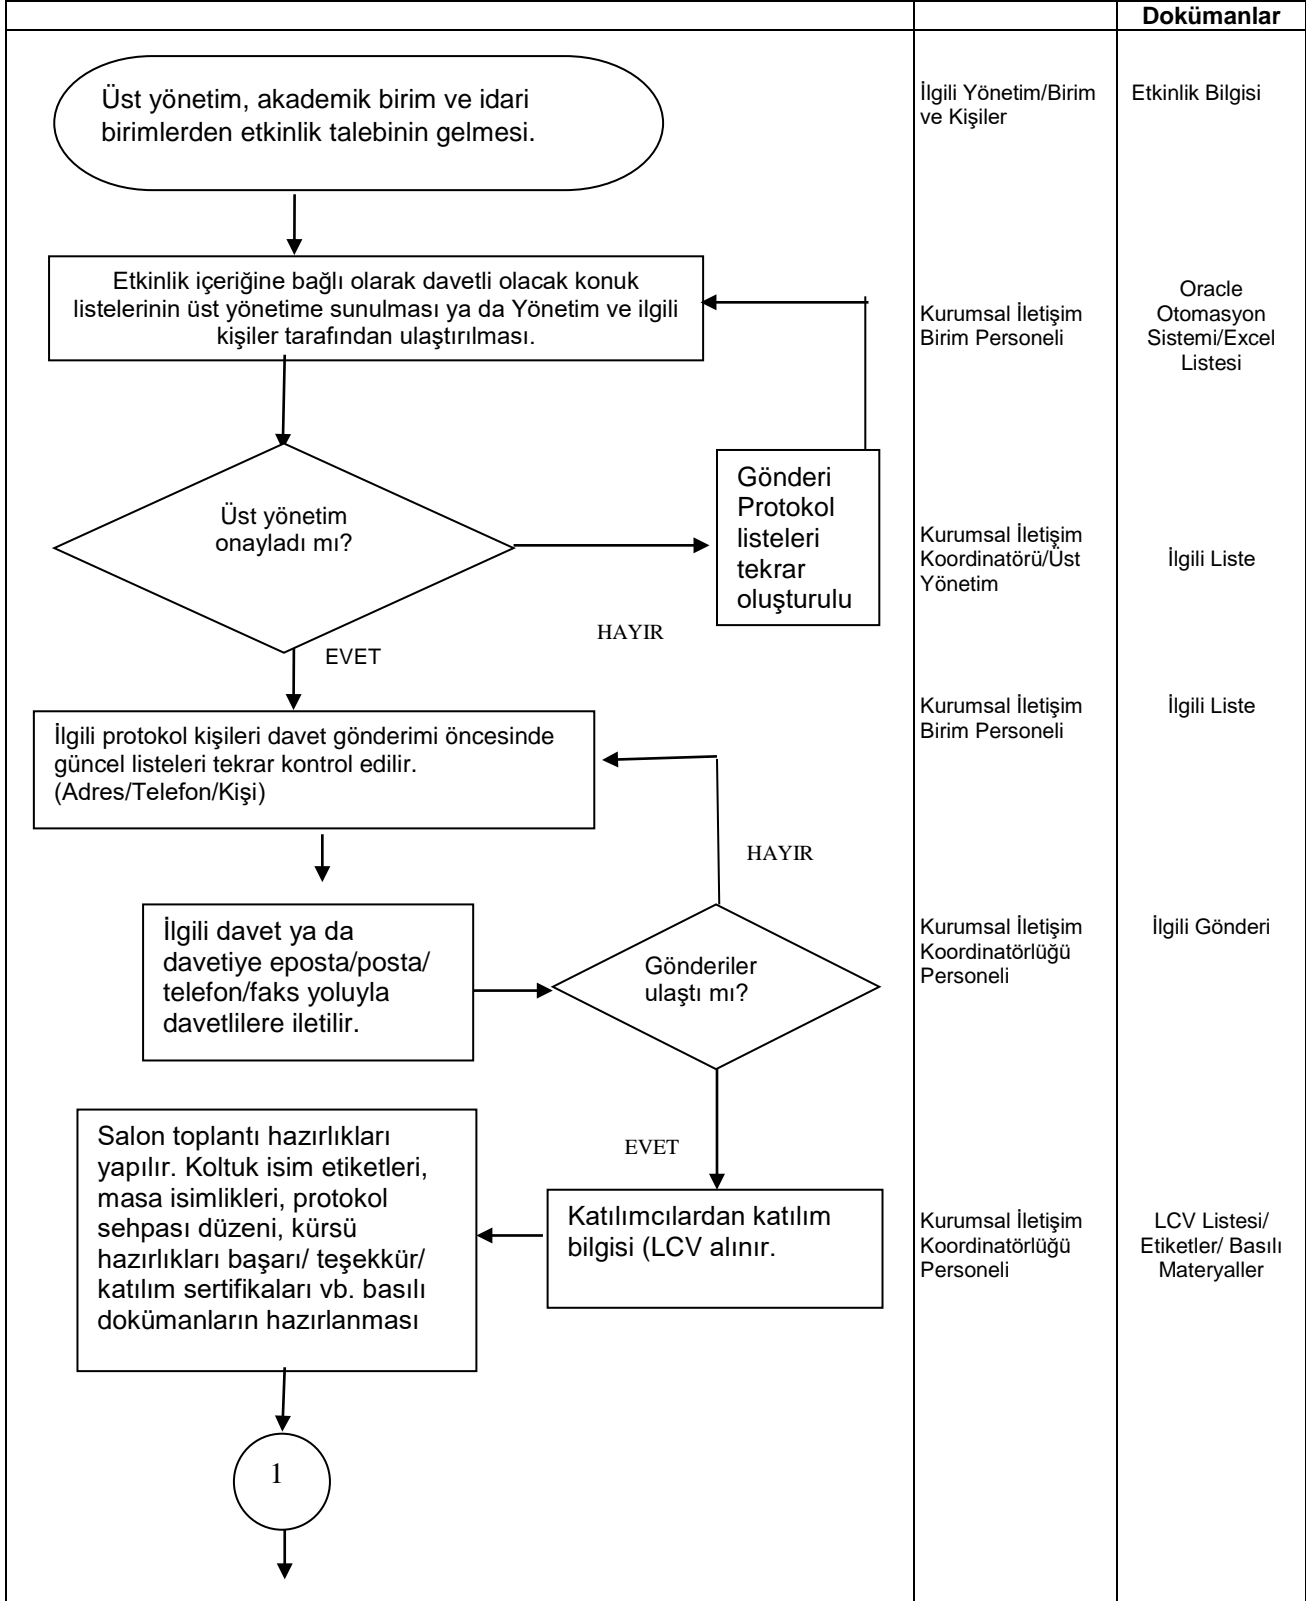 Dokümanlar
Üst yönetim, akademik birim ve idari
birimlerden etkinlik talebinin gelmesi.
İlgili Yönetim/Birim
ve Kişiler
Etkinlik Bilgisi
Etkinlik içeriğine bağlı olarak davetli olacak konuk
listelerinin üst yönetime sunulması ya da Yönetim ve ilgili
kişiler tarafından ulaştırılması.
Kurumsal İletişim
Birim Personeli
Oracle
Otomasyon
Sistemi/Excel
Listesi
Üst yönetim
onayladı mı?
Gönderi
Protokol
listeleri
tekrar
oluşturulu
Kurumsal İletişim
Koordinatörü/Üst
Yönetim
İlgili Liste
HAYIR
EVET
İlgili protokol kişileri davet gönderimi öncesinde
güncel listeleri tekrar kontrol edilir.
(Adres/Telefon/Kişi)
Kurumsal İletişim
Birim Personeli
İlgili Liste
HAYIR
İlgili davet ya da
davetiye eposta/posta/
telefon/faks yoluyla
davetlilere iletilir.
Gönderiler
ulaştı mı?
Kurumsal İletişim
Koordinatörlüğü
Personeli
İlgili Gönderi
EVET
Salon toplantı hazırlıkları
yapılır. Koltuk isim etiketleri,
masa isimlikleri, protokol
sehpası düzeni, kürsü
hazırlıkları başarı/ teşekkür/
katılım sertifikaları vb. basılı
dokümanların hazırlanması
Katılımcılardan katılım
bilgisi (LCV alınır.
Kurumsal İletişim
Koordinatörlüğü
Personeli
LCV Listesi/
Etiketler/ Basılı
Materyaller
1